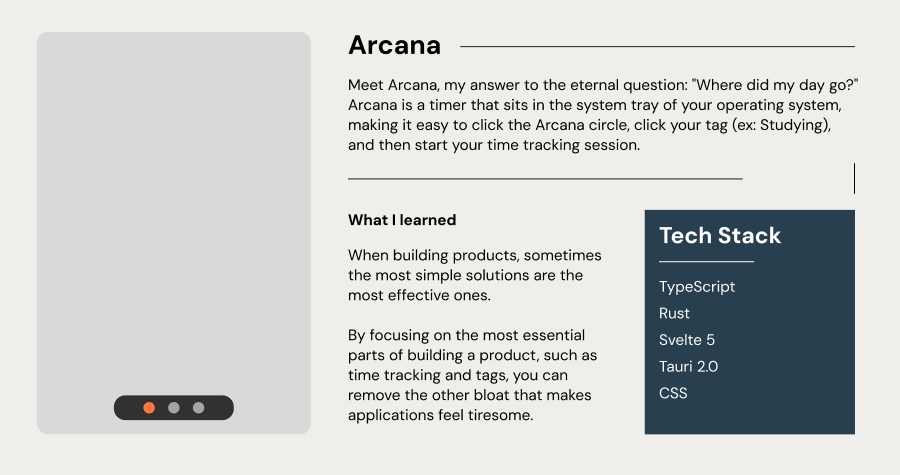 Arcana
Meet Arcana, my answer to the eternal question: "Where did my day go?"
Arcana is a timer that sits in the system tray of your operating system,
making it easy to click the Arcana circle, click your tag (ex: Studying),
and then start your time tracking session.
What I learned
When building products, sometimes
the most simple solutions are the
most effective ones.
By focusing on the most essential
parts of building a product, such as
time tracking and tags, you can
remove the other bloat that makes
applications feel tiresome.
Tech Stack
TypeScript
Rust
Svelte 5
Tauri 2.0
CSS